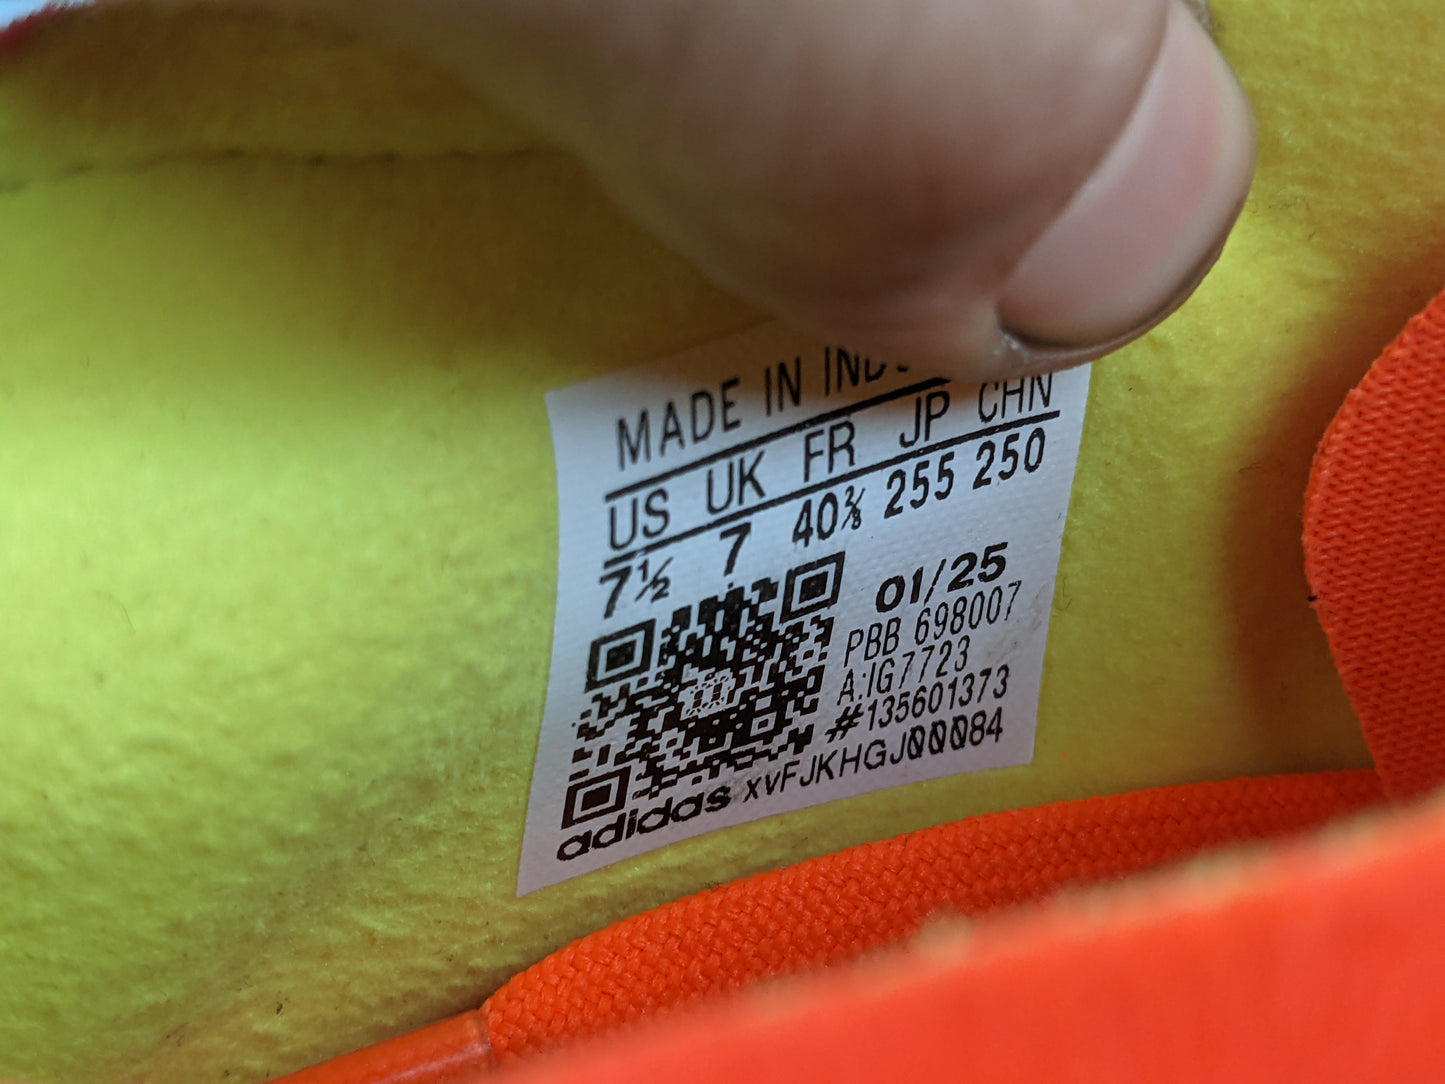 MADE IN
US UK FR JP CHN
7½ 7 40⅔ 255 250
01/25
PBB 698007
A:IG7723
#135601373
adidas XVFJKHGJ00084